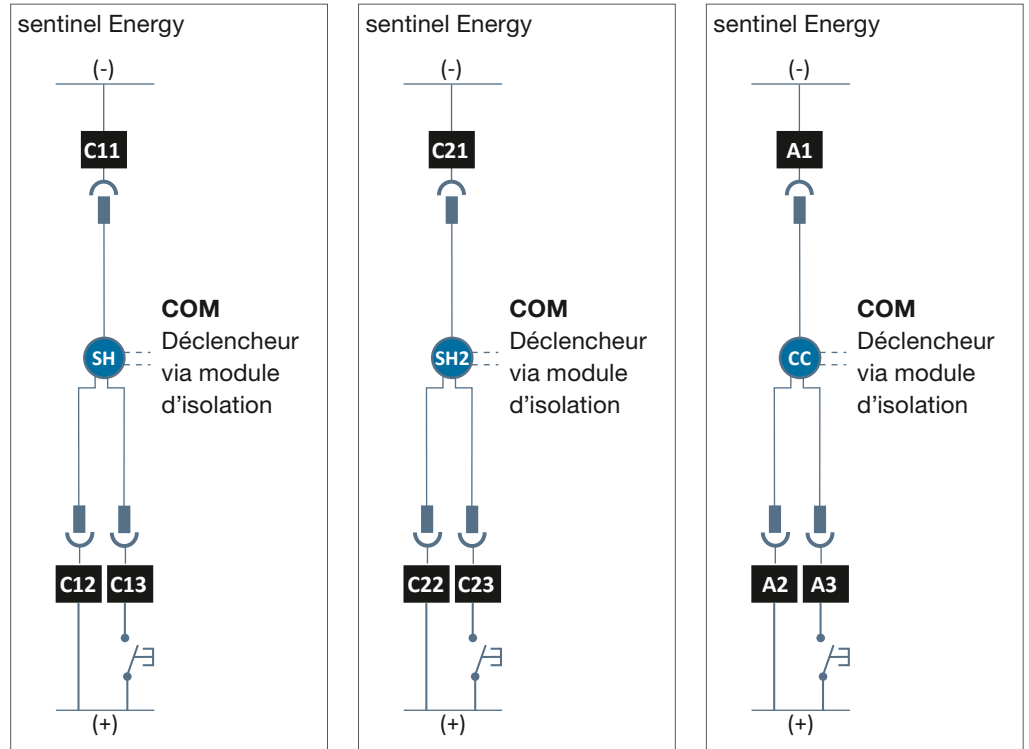 sentinel Energy
(-)
C11
SH
COM
Déclencheur
via module
d'isolation
C12 C13
(+)
sentinel Energy
(-)
C21
SH2
COM
Déclencheur
via module
d'isolation
C22 C23
(+)
sentinel Energy
(-)
A1
CC
COM
Déclencheur
via module
d'isolation
A2 A3
(+)